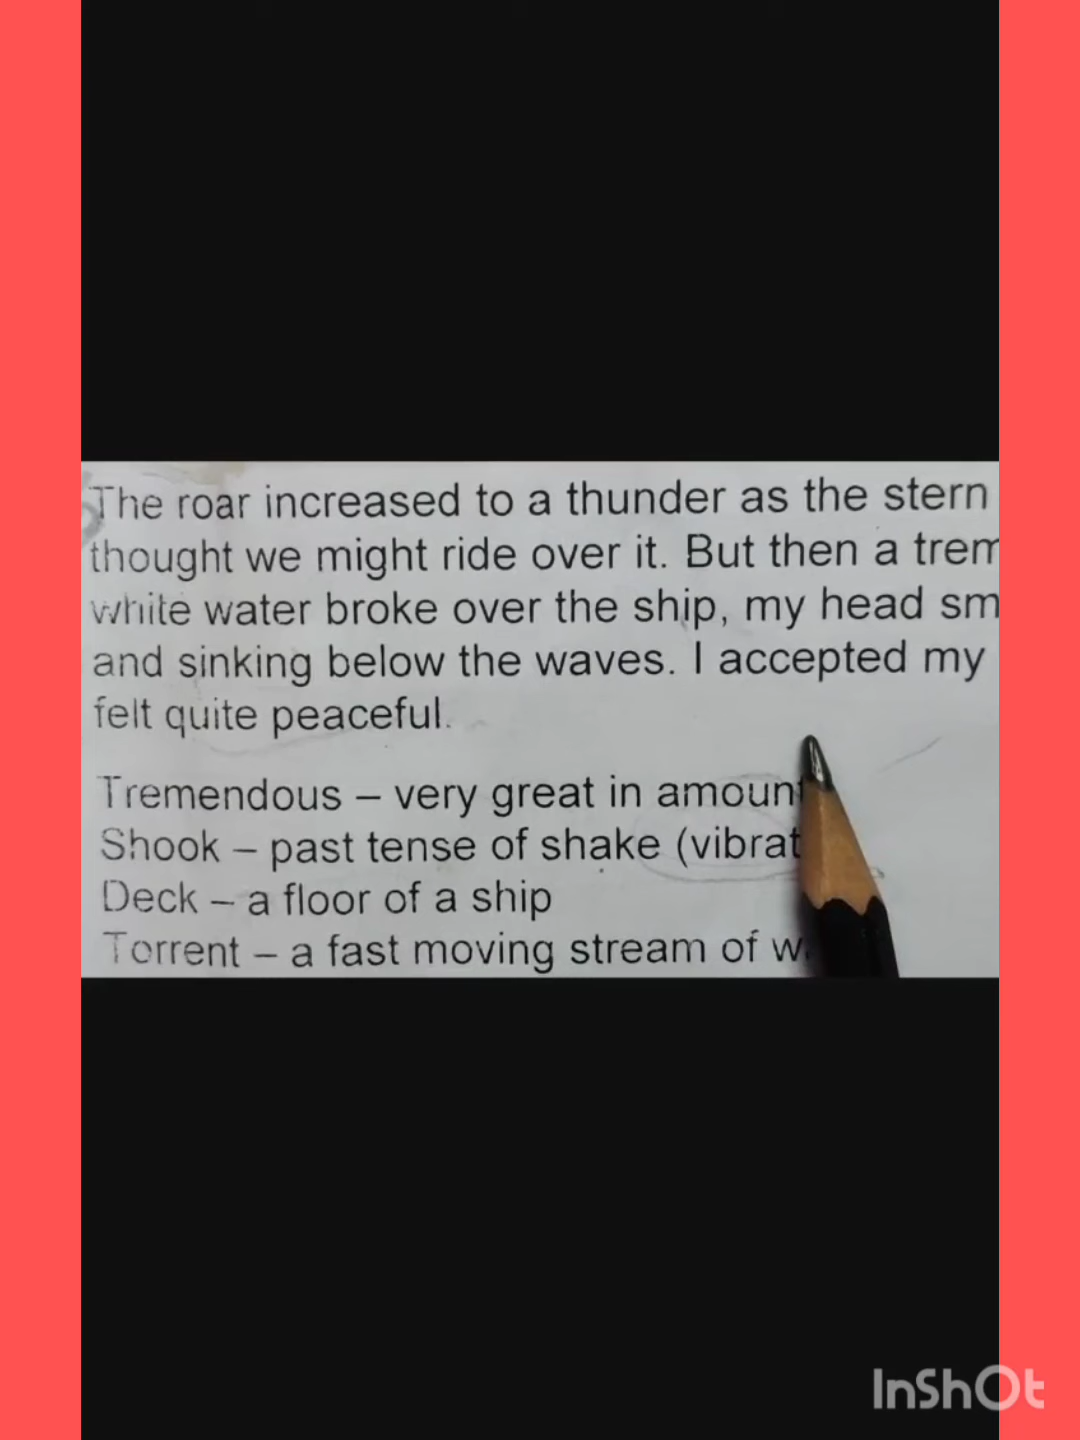 The roar increased to a thunder as the stern
thought we might ride over it. But then a trem
white water broke over the ship, my head sm
and sinking below the waves. I accepted my
felt quite peaceful.
Tremendous – very great in amount
Shook – past tense of shake (vibrat
Deck – a floor of a ship
Torrent – a fast moving stream of
InShOt